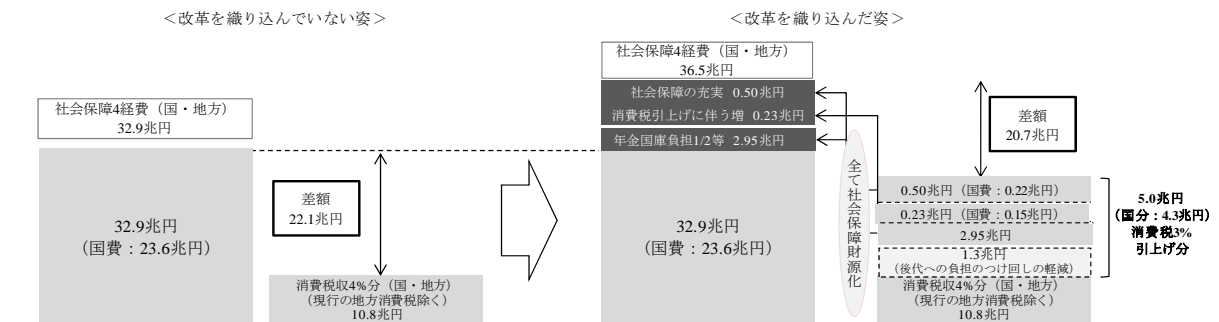 <改革を織り込んでいない姿>
社会保障4経費（国・地方）
32.9兆円
32.9兆円
（国費：23.6兆円）
差額
22.1兆円
消費税収4%分（国・地方）
（現行の地方消費税除く）
10.8兆円
<改革を織り込んだ姿>
社会保障4経費（国・地方）
36.5兆円
社会保障の充実 0.50兆円
消費税引上げに伴う増 0.23兆円
年金国庫負担1/2等 2.95兆円
32.9兆円
（国費：23.6兆円）
全て社会保障財源化
差額
20.7兆円
0.50兆円（国費：0.22兆円）
0.23兆円（国費：0.15兆円）
2.95兆円
1.3兆円
（後代への負担のつけ回しの軽減）
消費税収4%分（国・地方）
（現行の地方消費税除く）
10.8兆円
5.0兆円
（国分：4.3兆円）
消費税3%
引上げ分